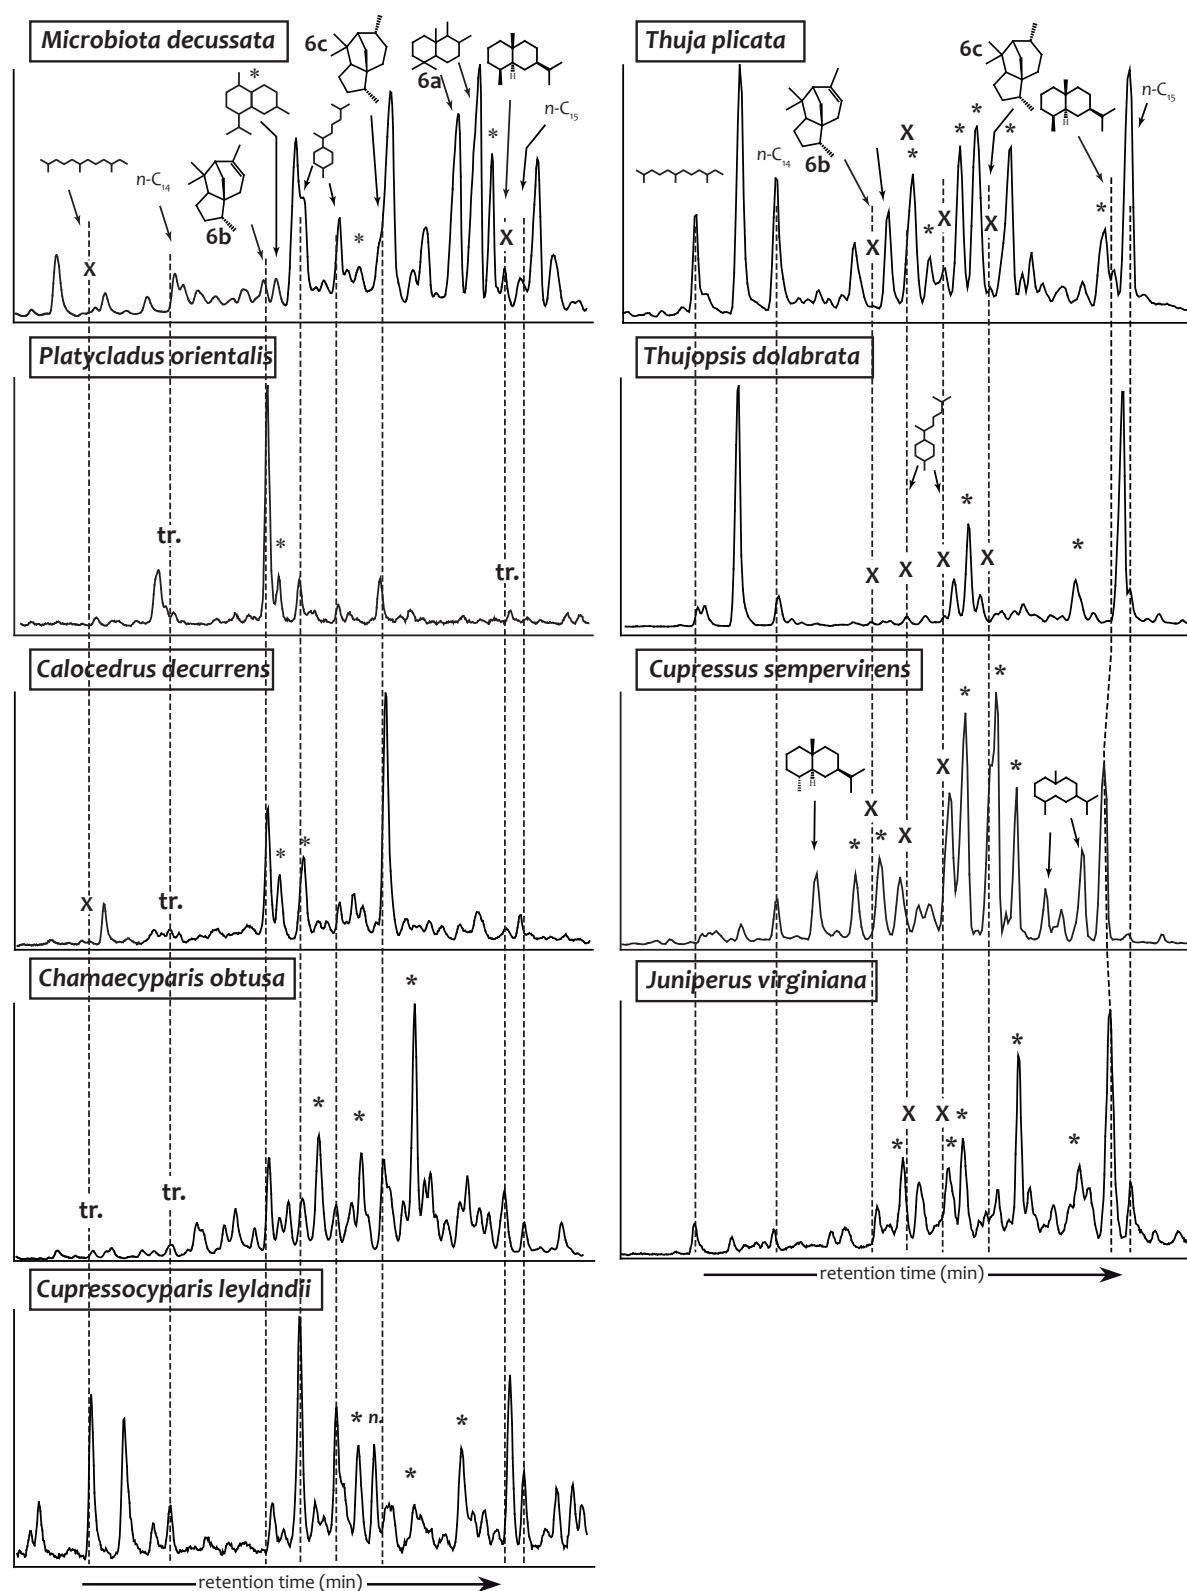 Microbiota decussata
6c
6a
*
n-C15
n-C14
6b
H
*
*
X
X
Platycladus orientalis
tr.
*
tr.
Calocedrus decurrens
X
tr.
*
*
Chamaecyparis obtusa
*
*
*
tr.
tr.
Cupressocyparis leylandii
* n.
*
*
retention time (min)
Thuja plicata
6c
n-C15
n-C14
6b
H
X
*
*
*
*
*
*
X
X
X
Thujopsis dolabrata
*
*
X
X
X
X
Cupressus sempervirens
*
*
H
X
*
X
*
*
X
Juniperus virginiana
*
X
X
*
*
*
*
retention time (min)